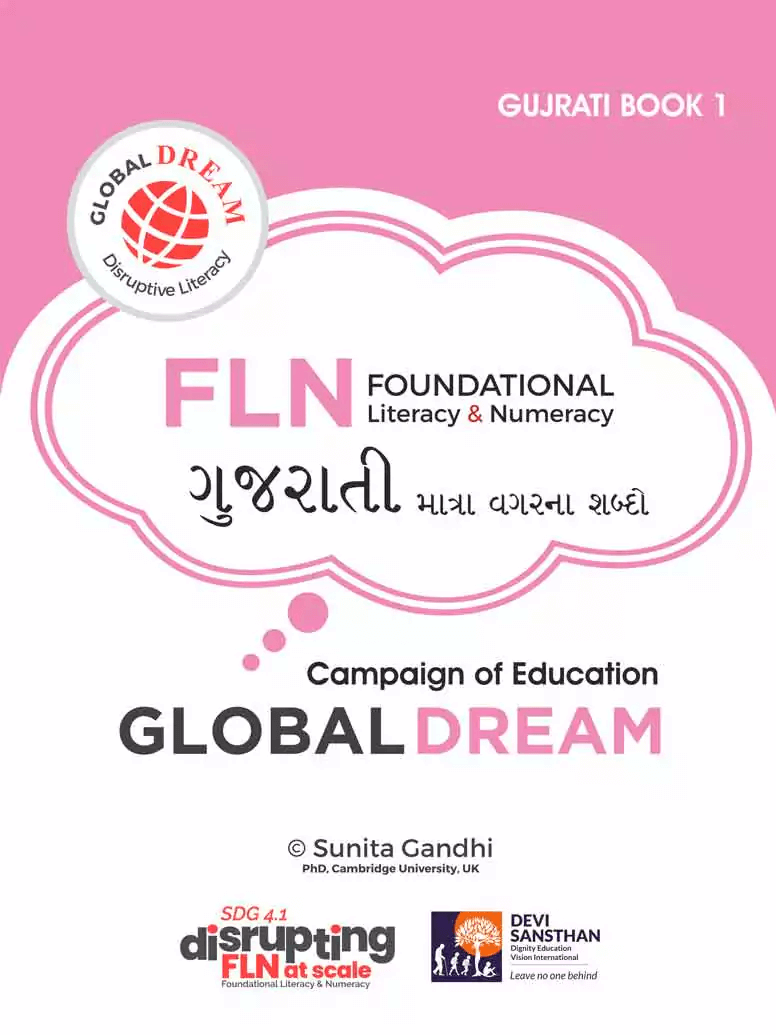 GUJRATI BOOK 1
GLOBAL DREAM
Disruptive Literacy
FLN FOUNDATIONAL
Literacy & Numeracy
ગુજરાતી માત્રા વગરના શબ્દો
Campaign of Education
GLOBAL DREAM
© Sunita Gandhi
PhD, Cambridge University, UK
SDG 4.1
disrupting
FLN at scale
Foundational Literacy & Numeracy
DEVI
SANSTHAN
Dignity Education
Vision International
Leave no one behind